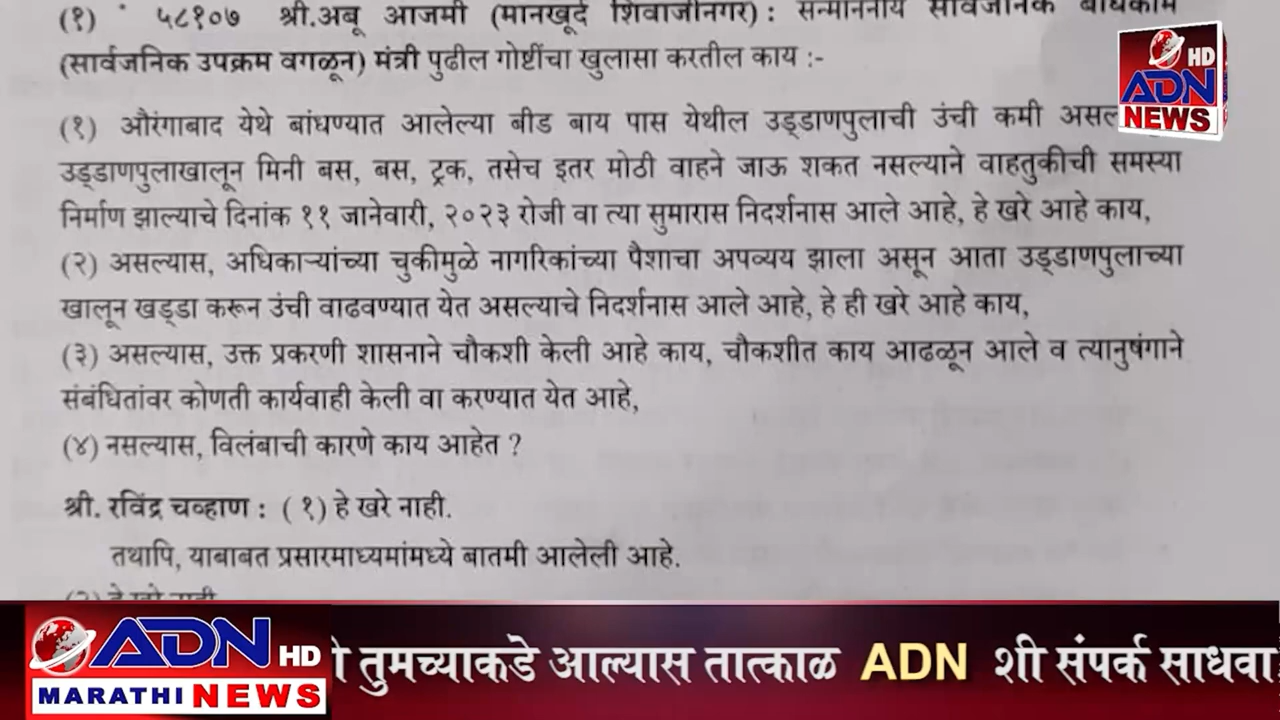 (१) ५८१०७ श्री.अबू आजमी (मानखूर्द शिवाजीनगर) : सन्माननीय सार्वजनिक बांधकाम
(सार्वजनिक उपक्रम वगळून) मंत्री पुढील गोष्टींचा खुलासा करतील काय :-
HD
ADN
NEWS
(१) औरंगाबाद येथे बांधण्यात आलेल्या बीड बाय पास येथील उड्डाणपुलाची उंची कमी
उड्डाणपुलाखालून मिनी बस, बस, ट्रक, तसेच इतर मोठी वाहने जाऊ शकत नसल्याने वाहतुकीची समस्या
निर्माण झाल्याचे दिनांक ११ जानेवारी, २०२३ रोजी वा त्या सुमारास निदर्शनास आले आहे, हे खरे आहे काय,
(२) असल्यास, अधिकाऱ्यांच्या चुकीमुळे नागरिकांच्या पैशाचा अपव्यय झाला असून आता उड्डाणपुलाच्या
खालून खड्डा करून उंची वाढवण्यात येत असल्याचे निदर्शनास आले आहे, हे ही खरे आहे काय,
(३) असल्यास, उक्त प्रकरणी शासनाने चौकशी केली आहे काय, चौकशीत काय आढळून आले व त्यानुषंगाने
संबंधितांवर कोणती कार्यवाही केली वा करण्यात येत आहे,
(४) नसल्यास, विलंबाची कारणे काय आहेत ?
श्री. रविंद्र चव्हाण : (१) हे खरे नाही.
तथापि, याबाबत प्रसारमाध्यमांमध्ये बातमी आलेली आहे.
ADN HD
MARATHI NEWS
तुमच्याकडे आल्यास तात्काळ ADN शी संपर्क साधवा